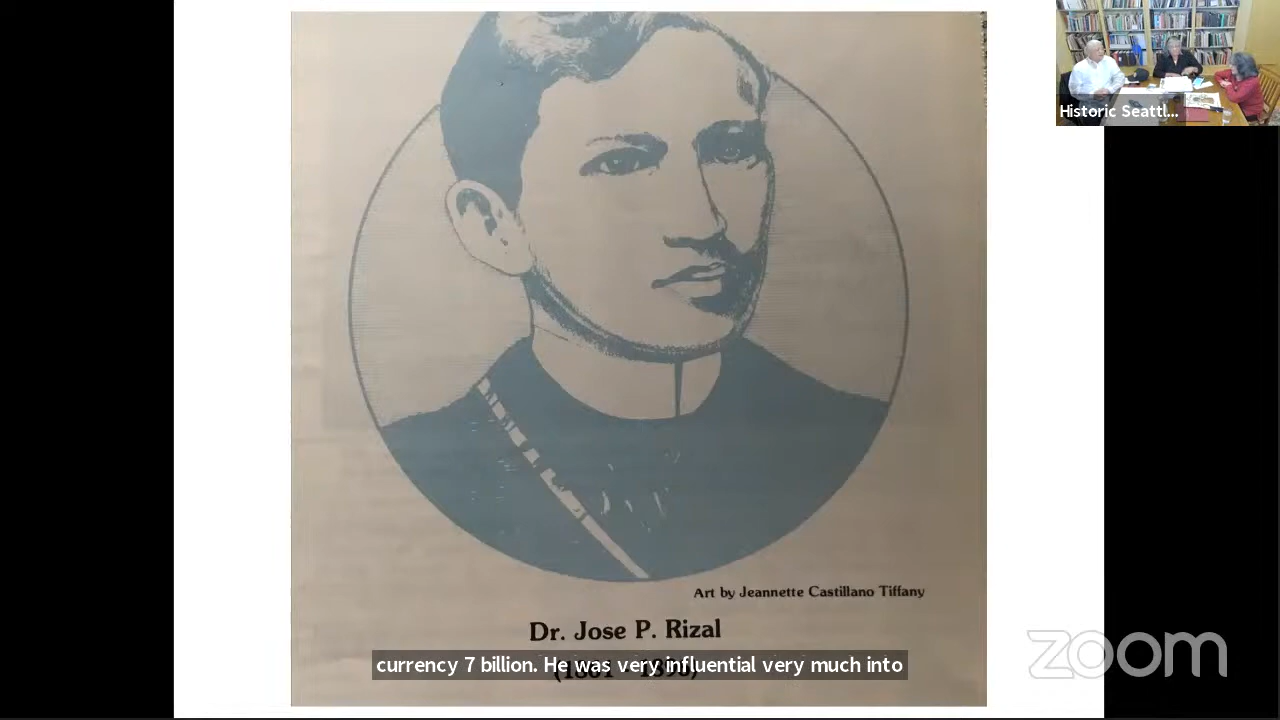 Historic Seattl...
Art by Jeannette Castillano Tiffany
Dr. Jose P. Rizal
currency 7 billion. He was very influential very much into
zoom